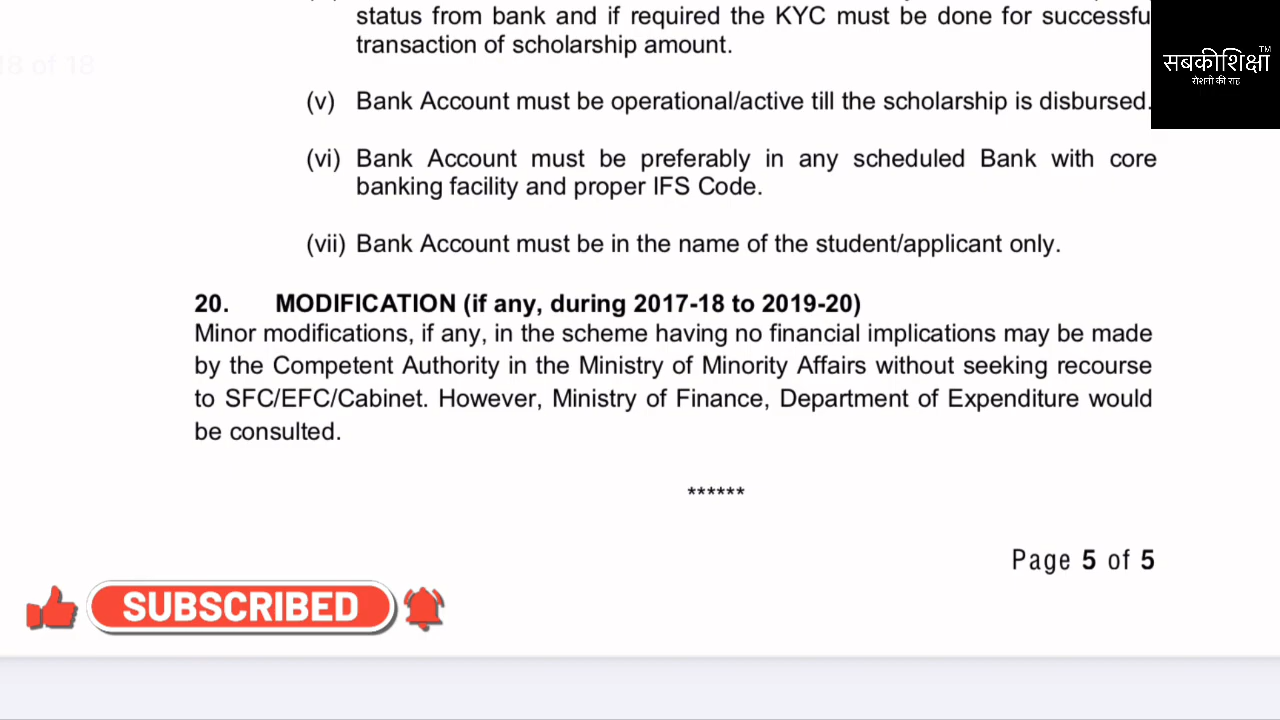 status from bank and if required the KYC must be done for successfu
transaction of scholarship amount.
18 of 18
सबकीशिक्षा TM
रोशनी की राह
(v) Bank Account must be operational/active till the scholarship is disbursed.
(vi) Bank Account must be preferably in any scheduled Bank with core
banking facility and proper IFS Code.
(vii) Bank Account must be in the name of the student/applicant only.
20. MODIFICATION (if any, during 2017-18 to 2019-20)
Minor modifications, if any, in the scheme having no financial implications may be made
by the Competent Authority in the Ministry of Minority Affairs without seeking recourse
to SFC/EFC/Cabinet. However, Ministry of Finance, Department of Expenditure would
be consulted.
******
Page 5 of 5
SUBSCRIBED